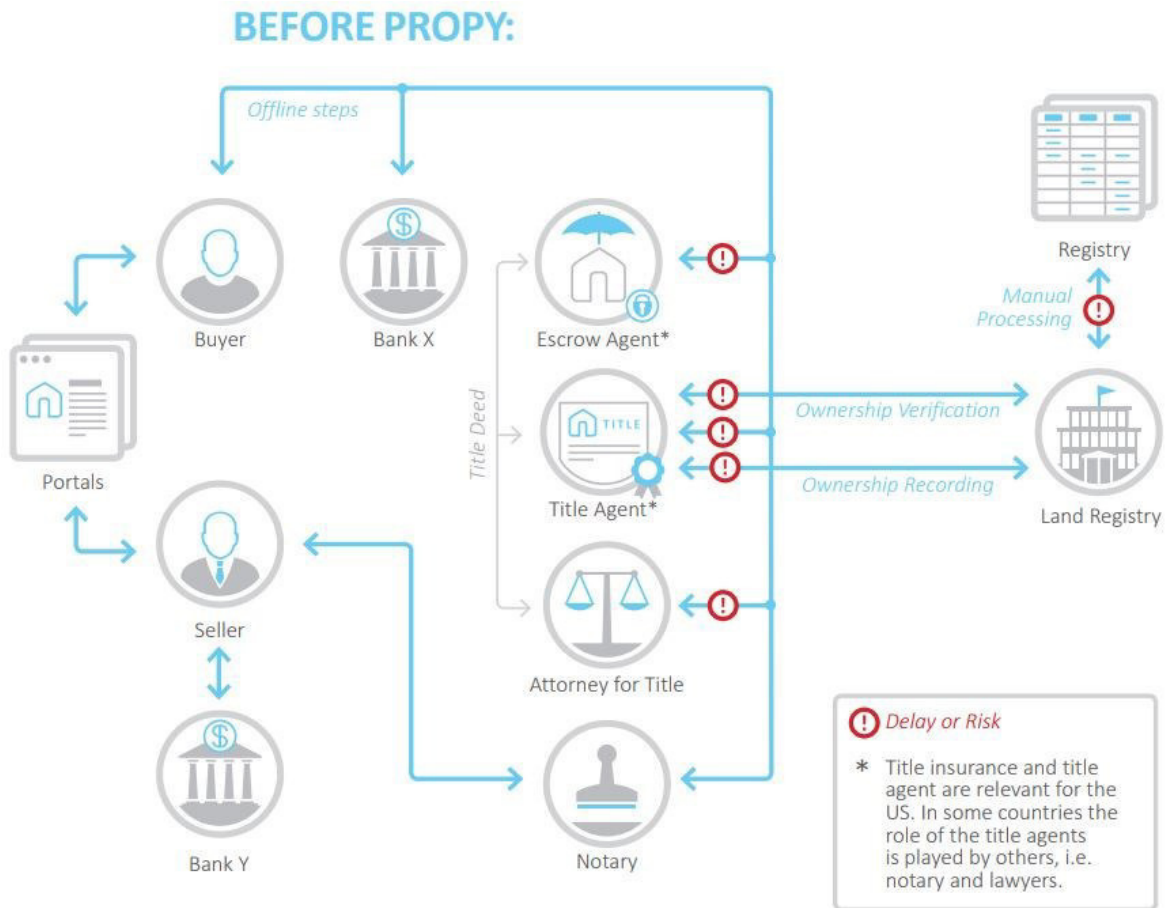 BEFORE PROPY:
Offline steps
Buyer
Bank X
Escrow Agent*
Registry
Manual
Processing
Portals
Title Deed
TITLE
Title Agent*
Ownership Verification
Ownership Recording
Land Registry
Seller
Attorney for Title
Bank Y
Notary
! Delay or Risk
* Title insurance and title
agent are relevant for the
US. In some countries the
role of the title agents
is played by others, i.e.
notary and lawyers.